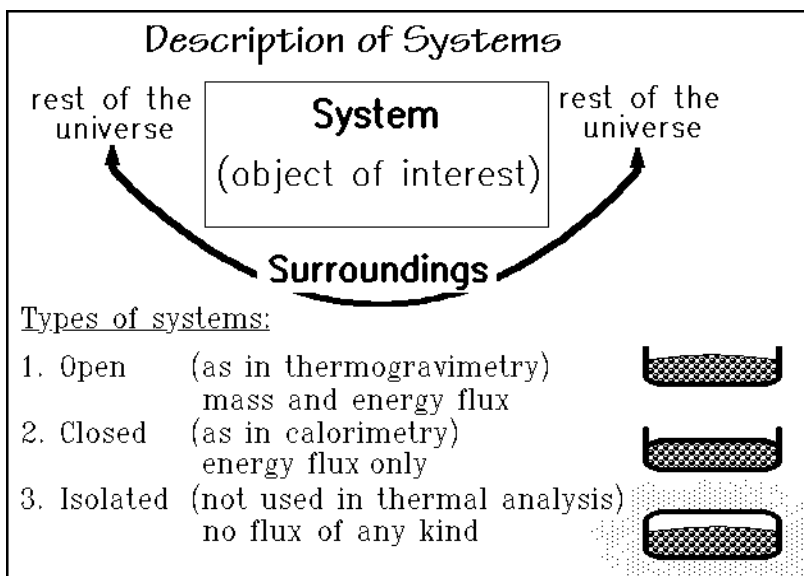 Description of Systems
rest of the
universe
System
(object of interest)
rest of the
universe
Surroundings
Types of systems:
1. Open (as in thermogravimetry)
mass and energy flux
2. Closed (as in calorimetry)
energy flux only
3. Isolated (not used in thermal analysis)
no flux of any kind